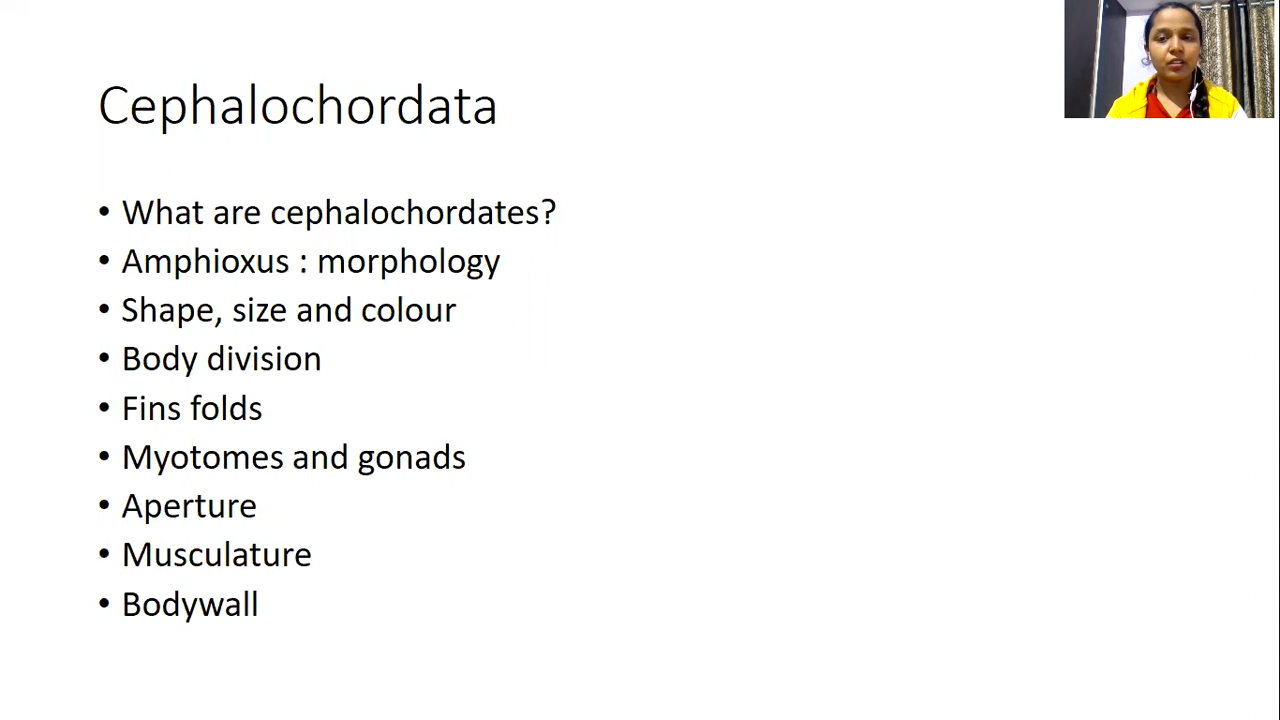 Cephalochordata
• What are cephalochordates?
• Amphioxus : morphology
• Shape, size and colour
• Body division
• Fins folds
• Myotomes and gonads
• Aperture
• Musculature
• Bodywall